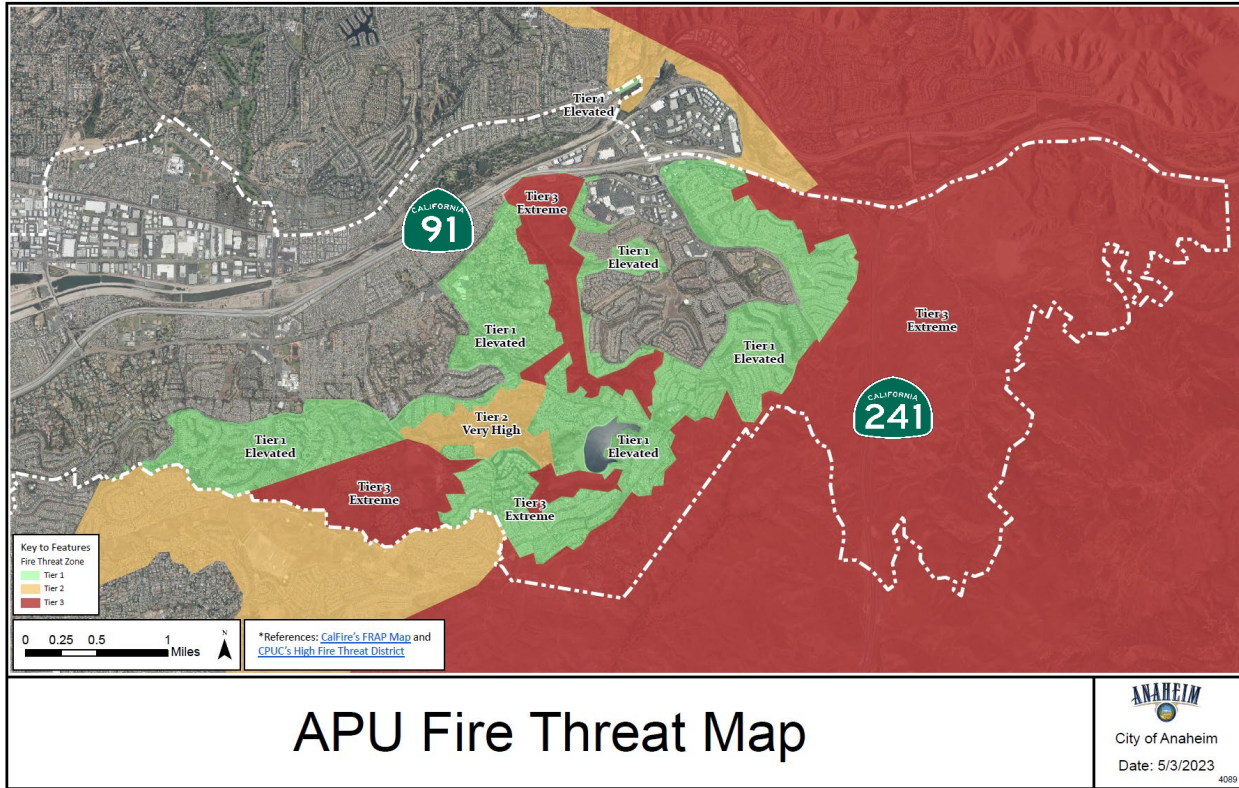 Tier 1
Elevated
Tier 3
Extreme
CALIFORNIA
91
Tier 1
Elevated
Tier 1
Elevated
Tier 3
Extreme
Tier 1
Elevated
CALIFORNIA
241
Tier 2
Very High
Tier 1
Elevated
Tier 1
Elevated
Tier 3
Extreme
Tier 3
Extreme
Key to Features
Fire Threat Zone
Tier 1
Tier 2
Tier 3
0 0.25 0.5 1
Miles
N
*References: CalFire's FRAP Map and
CPUC's High Fire Threat District
APU Fire Threat Map
ANAHEIM
City of Anaheim
Date: 5/3/2023
4089